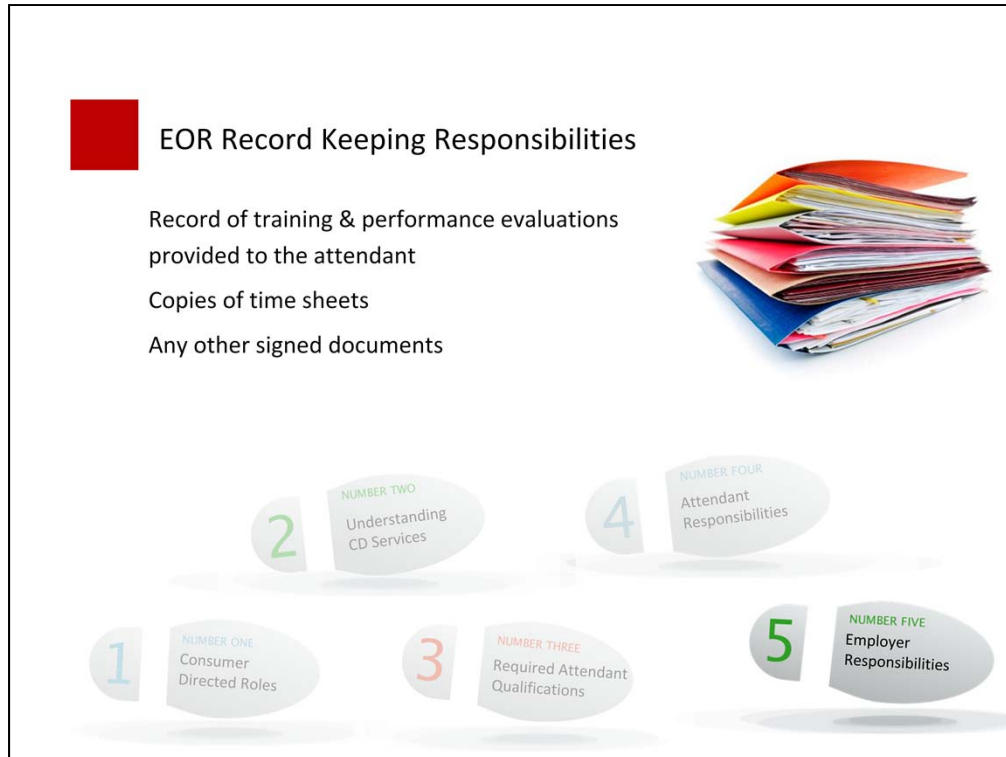 EOR Record Keeping Responsibilities
Record of training & performance evaluations
provided to the attendant
Copies of time sheets
Any other signed documents
2
NUMBER TWO
Understanding
CD Services
4
NUMBER FOUR
Attendant
Responsibilities
1
NUMBER ONE
Consumer
Directed Roles
3
NUMBER THREE
Required Attendant
Qualifications
5
NUMBER FIVE
Employer
Responsibilities